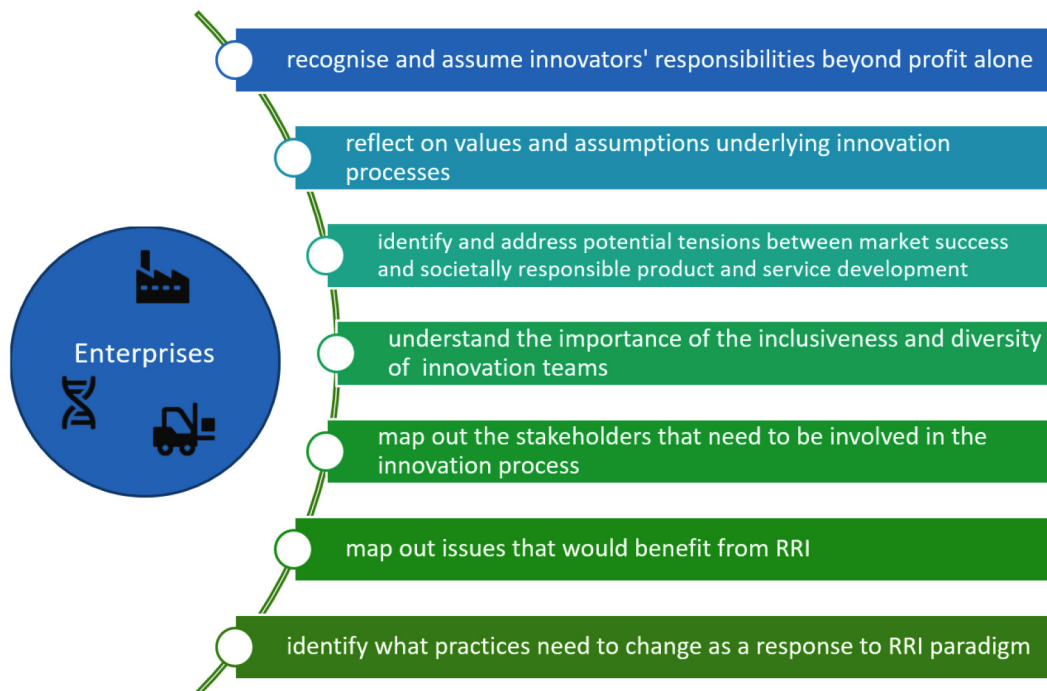 recognise and assume innovators' responsibilities beyond profit alone
reflect on values and assumptions underlying innovation
processes
identify and address potential tensions between market success
and societally responsible product and service development
Enterprises
understand the importance of the inclusiveness and diversity
of  innovation teams
map out the stakeholders that need to be involved in the
innovation process
map out issues that would benefit from RRI
identify what practices need to change as a response to RRI paradigm